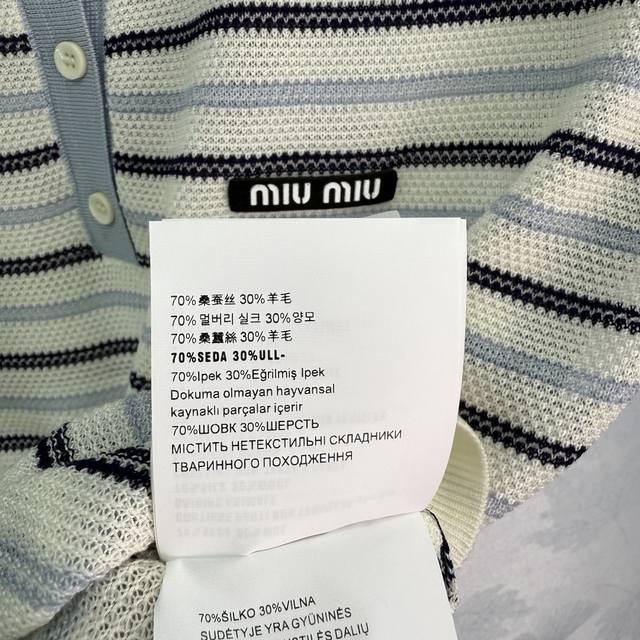 miu miu
70%桑蚕丝 30%羊毛
70% 멀버리 실크 30%양모
70%桑蠶絲 30%羊毛
70%SEDA 30%ULL-
70%Ipek 30%Eğrilmiş Ipek
Dokuma olmayan hayvansal
kaynaklı parçalar içerir
70%ШОВК 30%ШЕРСТЬ
МІСТИТЬ НЕТЕКСТИЛЬНІ СКЛАДНИКИ
ТВАРИННОГО ПОХОДЖЕННЯ
70%ŠILKO 30%VILNA
SUDĖTYJE YRA GYŪNINĖS
DALIŲ